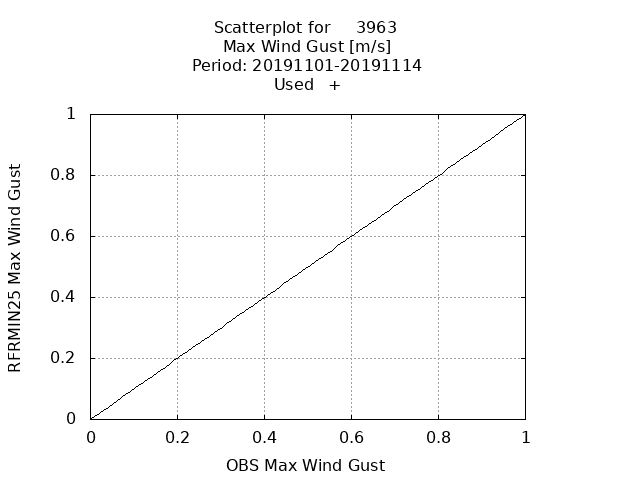 Scatterplot for     3963
Max Wind Gust [m/s]
Period: 20191101-20191114
Used   +
1
0.8
0.6
0.4
0.2
0
RFRMIN25 Max Wind Gust
0
0.2
0.4
0.6
0.8
1
OBS Max Wind Gust